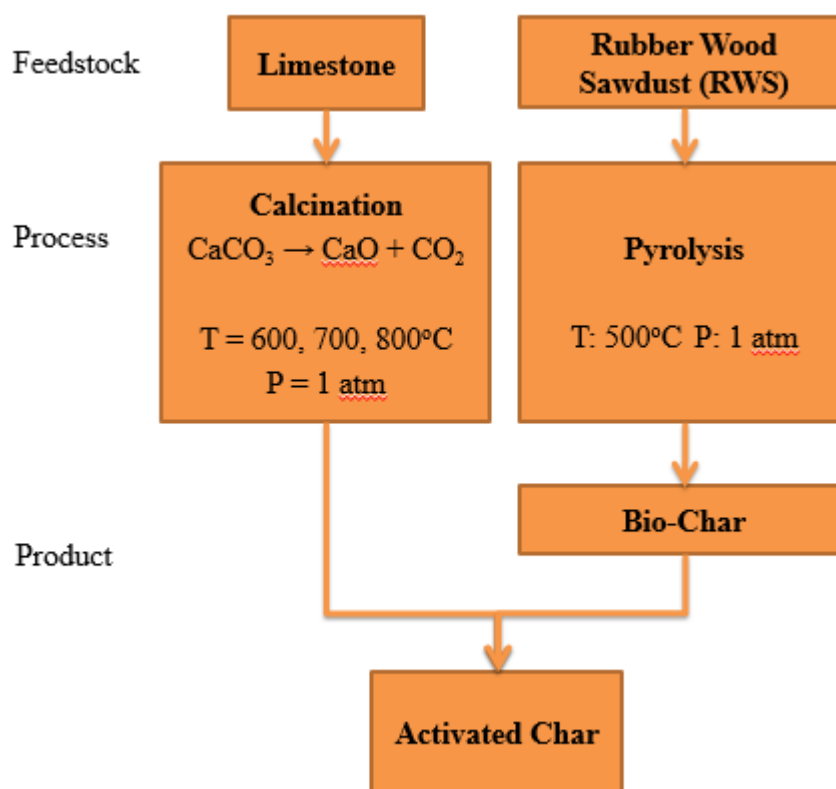 Feedstock
Limestone
Rubber Wood
Sawdust (RWS)
Process
Calcination
CaCO₃ → CaO + CO₂
T = 600, 700, 800°C
P = 1 atm
Pyrolysis
T: 500°C P: 1 atm
Product
Bio-Char
Activated Char